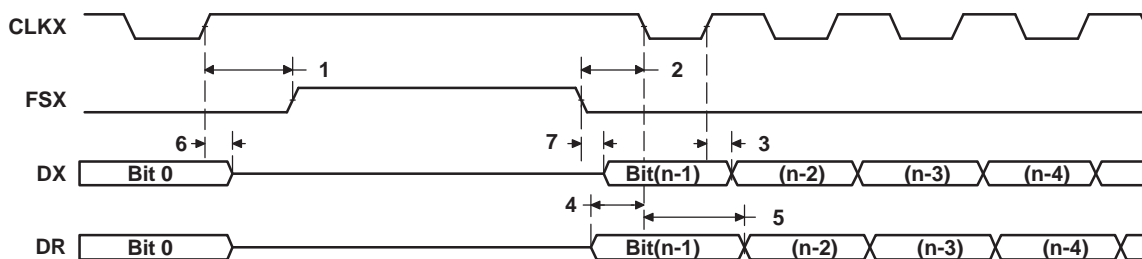 CLKX
1 2
FSX
6 7 3
DX Bit 0 Bit(n-1) (n-2) (n-3) (n-4)
4 5
DR Bit 0 Bit(n-1) (n-2) (n-3) (n-4)